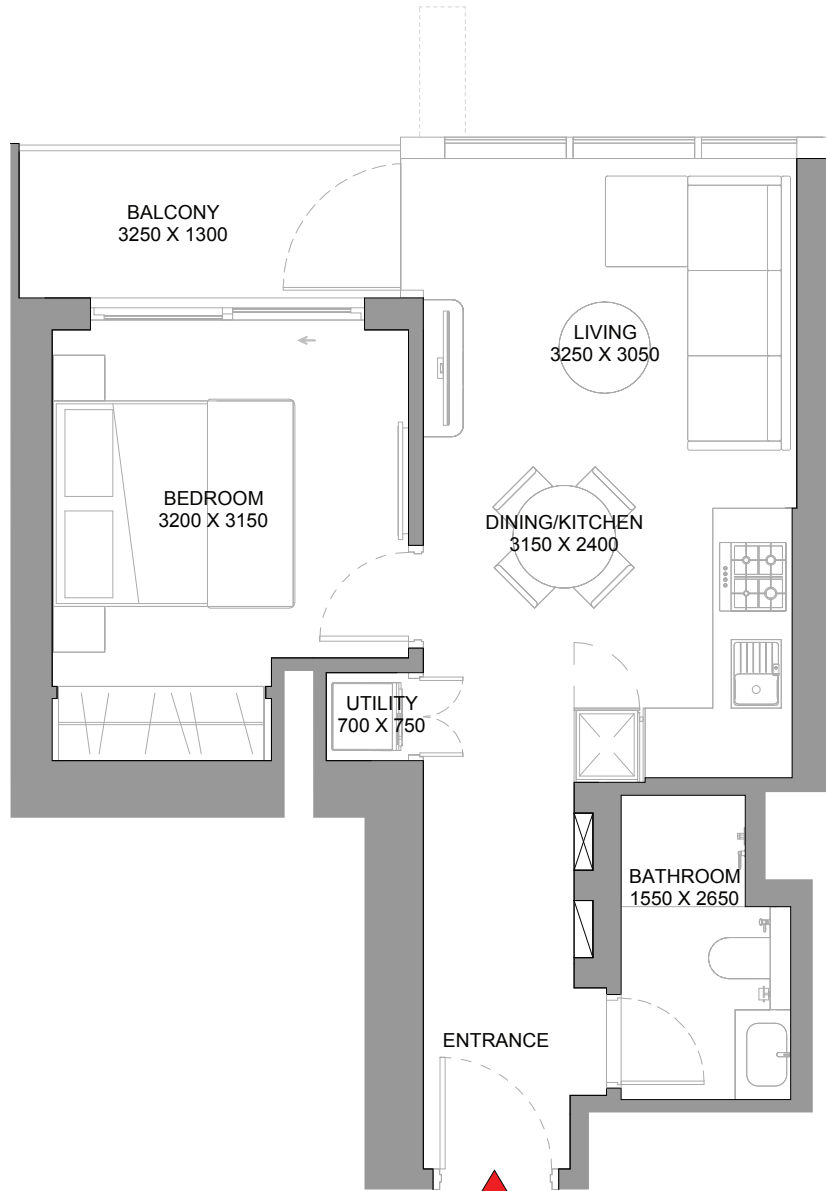 BALCONY
3250 X 1300
LIVING
3250 X 3050
BEDROOM
3200 X 3150
DINING/KITCHEN
3150 X 2400
UTILITY
700 X 750
BATHROOM
1550 X 2650
ENTRANCE